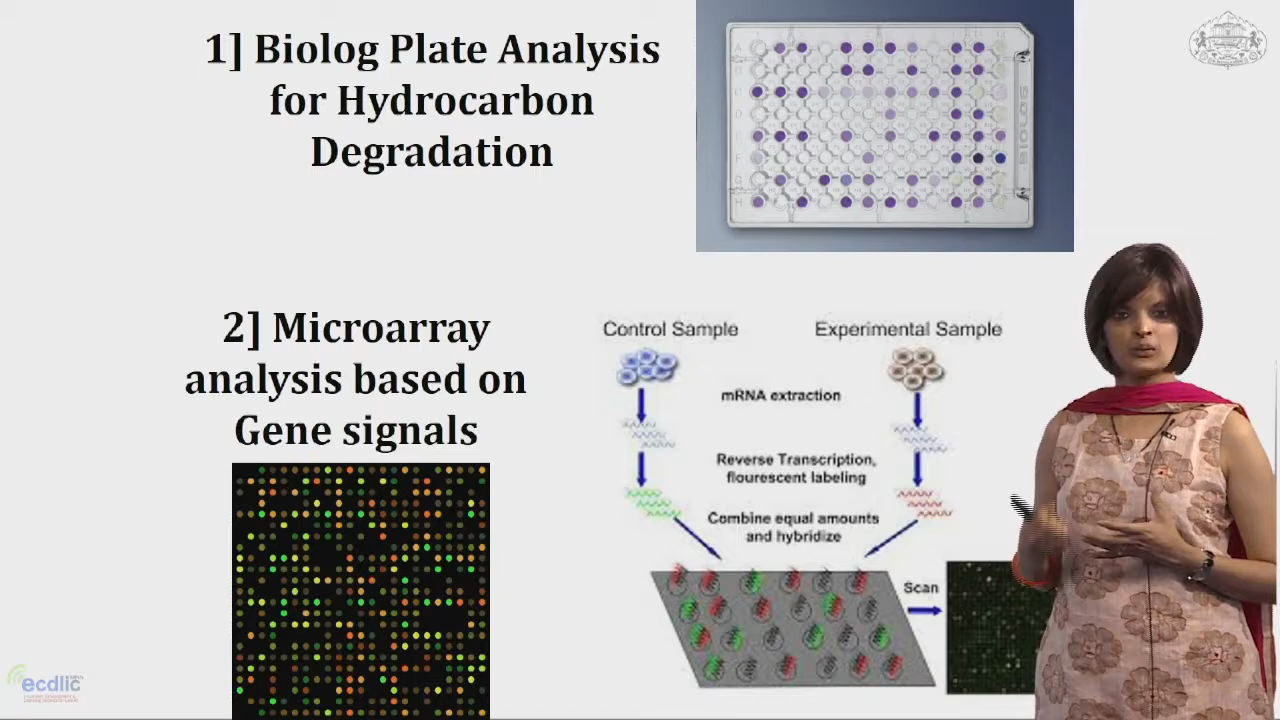 1] Biolog Plate Analysis
for Hydrocarbon
Degradation
2] Microarray
analysis based on
Gene signals
Control Sample
Experimental Sample
mRNA extraction
Reverse Transcription,
flourescent labeling
Combine equal amounts
and hybridize
Scan
ecdlic